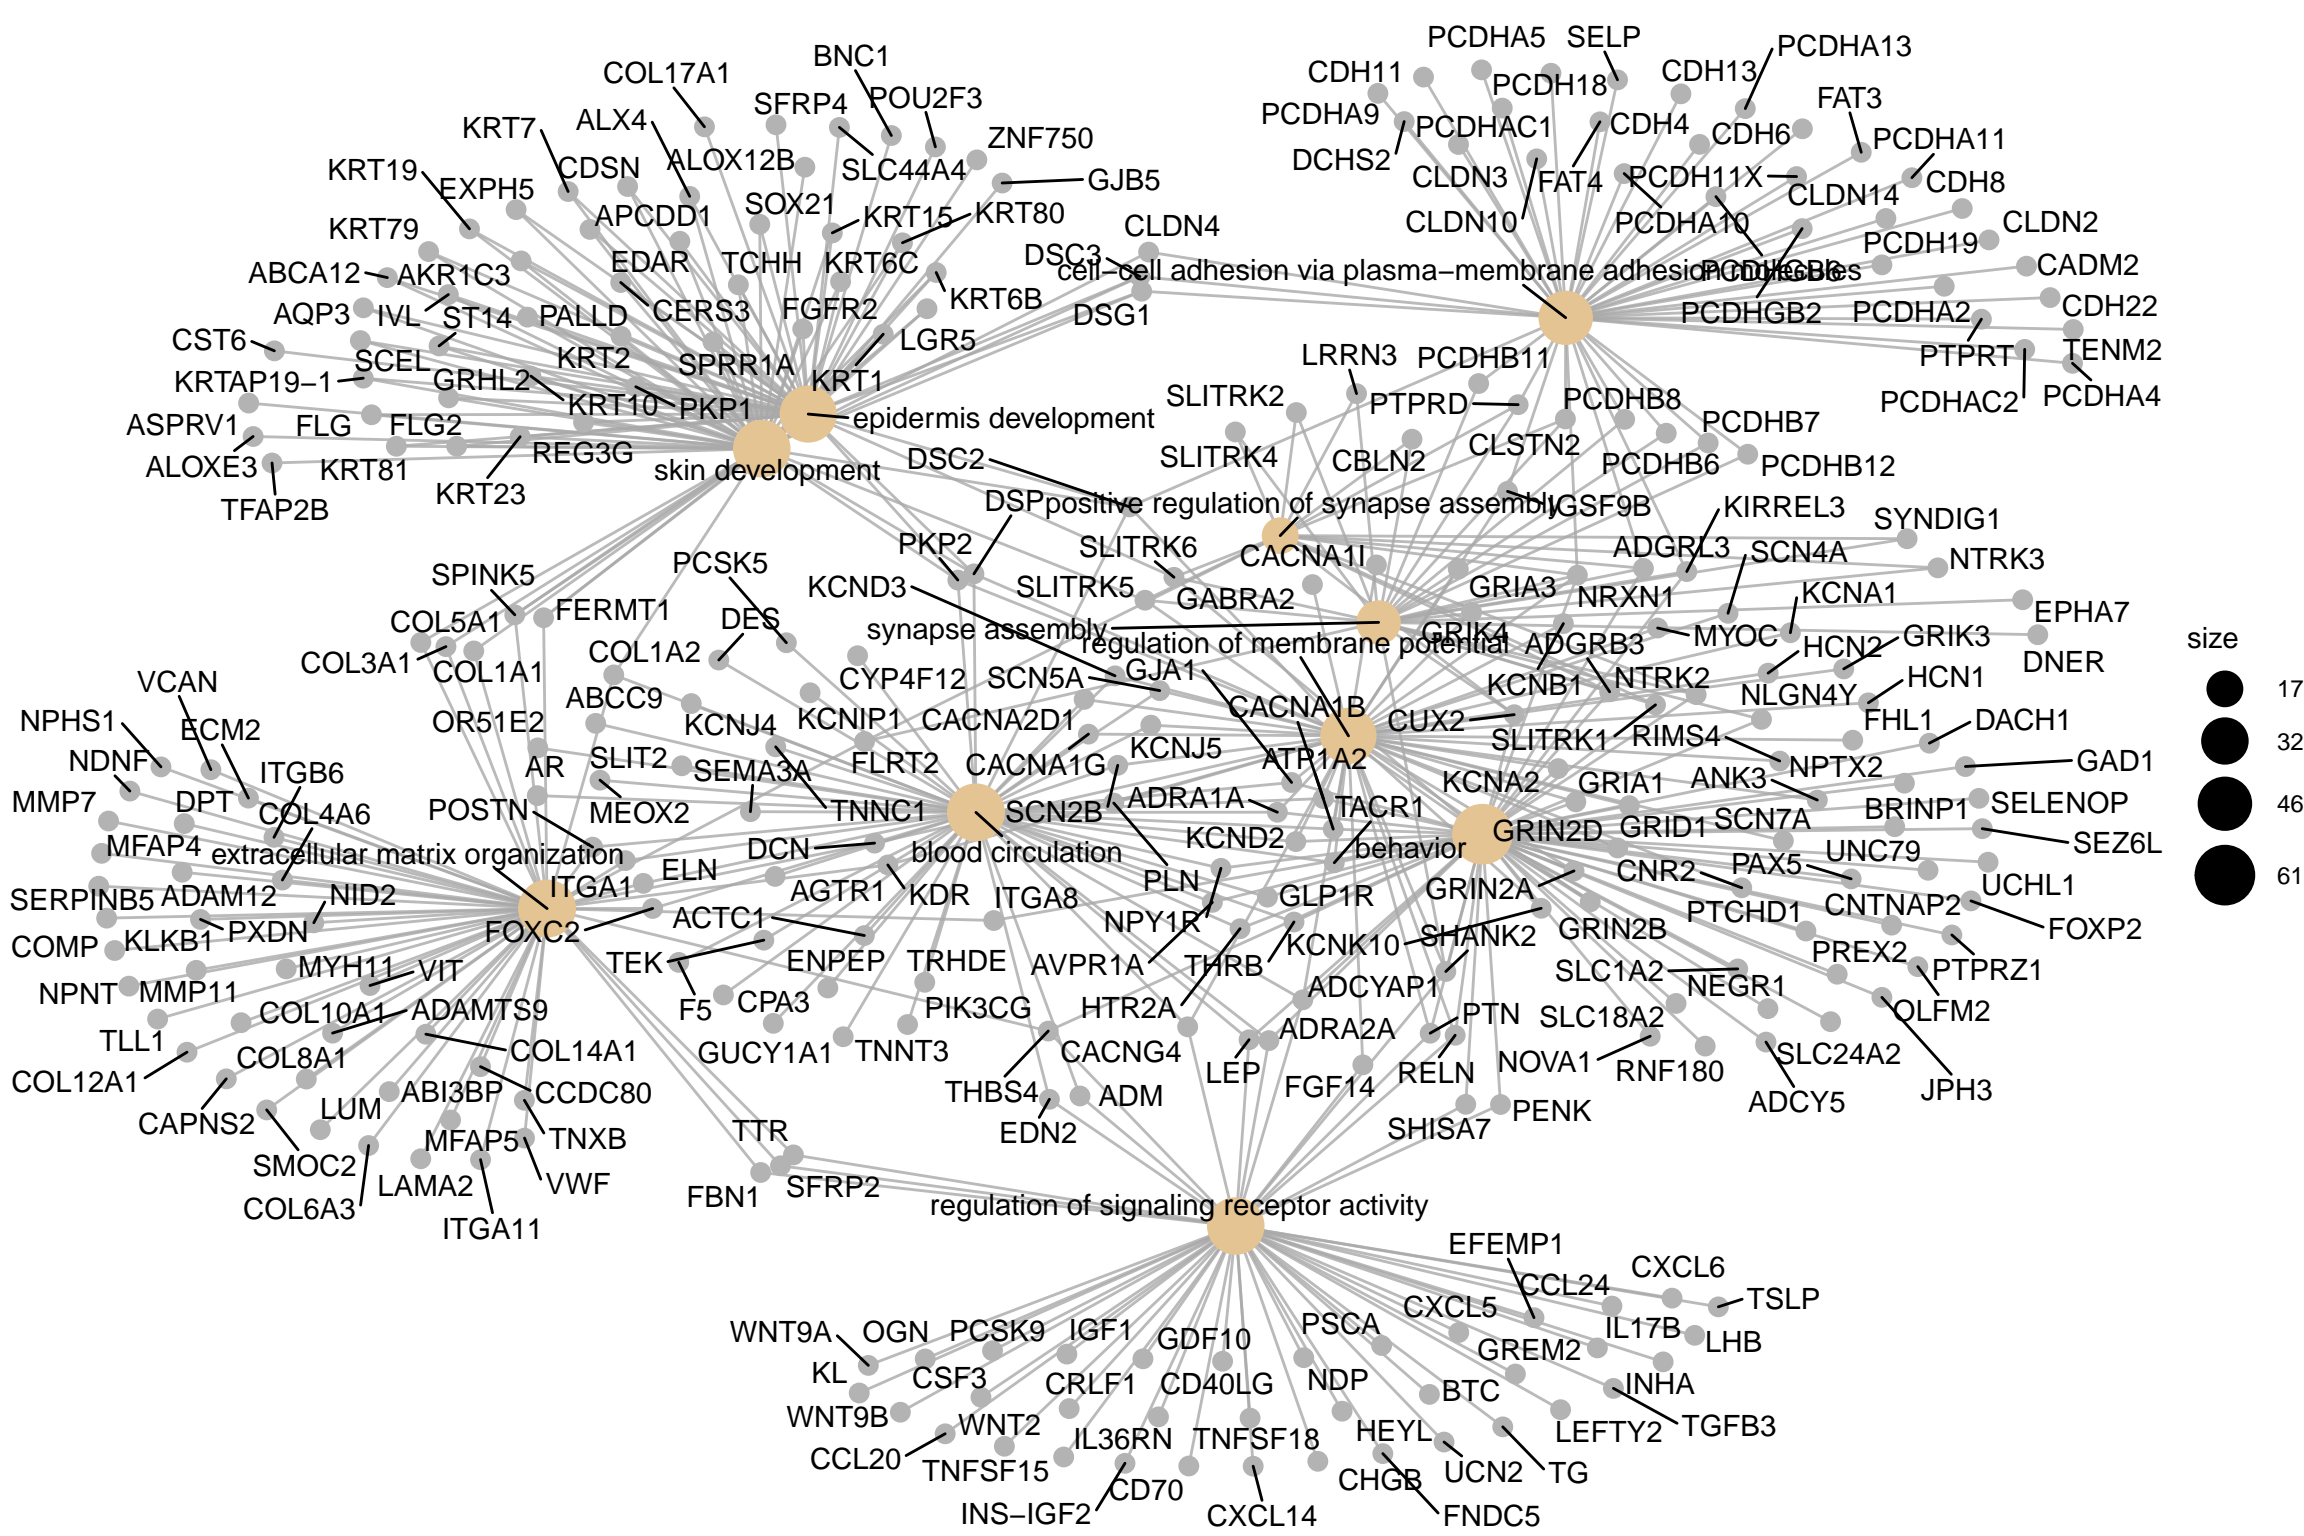 PCDHA5 SELP
PCDHA13
BNC1
COL17A1
CDH11
PCDH18
CDH13
SFRP4
POU2F3
FAT3
PCDHA9
PCDHAC1
CDH4
CDH6
PCDHA11
KRT7
ALX4
ZNF750
DCHS2
KRT19
CDSN
ALOX12B
SLC44A4
GJB5
CLDN3
FAT4
PCDH11X
CLDN14
CDH8
EXPH5
APCDD1
SOX21
KRT15
KRT80
CLDN4
CLDN10
PCDHA10
CLDN2
KRT79
DSC3
PCDH19
ABCA12
AKR1C3
EDAR
TCHH
KRT6C
cell−cell adhesion via plasma−membrane adhesion molecules
PCDHGB6
CADM2
AQP3
IVL
ST14
PALLD
CERS3
FGFR2
KRT6B
DSG1
PCDHGB2
PCDHA2
CDH22
CST6
SCEL
KRT2
SPRR1A
LGR5
LRRN3
PCDHB11
PTPRT
TENM2
KRTAP19−1
GRHL2
KRT1
SLITRK2
PTPRD
PCDHB8
PCDHAC2
PCDHA4
KRT10
PKP1
epidermis development
ASPRV1
FLG
FLG2
PCDHB7
ALOXE3
KRT81
REG3G
skin development
DSC2
SLITRK4
CBLN2
CLSTN2
PCDHB6
PCDHB12
KRT23
TFAP2B
DSP
positive regulation of synapse assembly
IGSF9B
KIRREL3
SYNDIG1
PKP2
SLITRK6
CACNA1I
ADGRL3
SCN4A
NTRK3
SPINK5
PCSK5
KCND3
SLITRK5
GABRA2
GRIA3
NRXN1
KCNA1
EPHA7
COL5A1
FERMT1
DES
synapse assembly
GRIK4
ADGRB3
MYOC
HCN2
GRIK3
COL3A1
COL1A1
COL1A2
regulation of membrane potential
DNER
VCAN
ABCC9
CYP4F12
SCN5A
GJA1
KCNB1
NTRK2
NLGN4Y
HCN1
NPHS1
ECM2
OR51E2
KCNJ4
KCNIP1
CACNA2D1
CACNA1B
CUX2
FHL1
DACH1
NDNF
ITGB6
AR
SLIT2
SEMA3A
FLRT2
CACNA1G
KCNJ5
ATP1A2
SLITRK1
RIMS4
NPTX2
GAD1
MMP7
DPT
COL4A6
POSTN
MEOX2
TNNC1
SCN2B
ADRA1A
TACR1
KCNA2
GRIA1
ANK3
BRINP1
SELENOP
MFAP4
extracellular matrix organization
DCN
blood circulation
KCND2
behavior
GRIN2D
GRID1
SCN7A
UNC79
SEZ6L
SERPINB5
ADAM12
NID2
ITGA1
ELN
AGTR1
KDR
ITGA8
PLN
GLP1R
GRIN2A
CNR2
PAX5
UCHL1
COMP
KLKB1
PXDN
FOXC2
ACTC1
NPY1R
KCNK10
SHANK2
GRIN2B
PTCHD1
CNTNAP2
FOXP2
NPNT
MMP11
MYH11
VIT
TEK
ENPEP
TRHDE
AVPR1A
THRB
SLC1A2
PREX2
PTPRZ1
TLL1
COL10A1
ADAMTS9
F5
CPA3
PIK3CG
HTR2A
ADCYAP1
NEGR1
OLFM2
COL12A1
COL8A1
COL14A1
GUCY1A1
TNNT3
CACNG4
ADRA2A
PTN
SLC18A2
CAPNS2
LUM
ABI3BP
CCDC80
THBS4
ADM
LEP
FGF14
RELN
NOVA1
RNF180
SLC24A2
JPH3
SMOC2
MFAP5
TNXB
TTR
EDN2
SHISA7
PENK
ADCY5
COL6A3
LAMA2
VWF
FBN1
SFRP2
ITGA11
regulation of signaling receptor activity
EFEMP1
CCL24
CXCL6
TSLP
WNT9A
OGN
PCSK9
IGF1
GDF10
PSCA
CXCL5
IL17B
LHB
KL
CSF3
CRLF1
CD40LG
NDP
GREM2
INHA
WNT9B
WNT2
BTC
TGFB3
CCL20
TNFSF15
IL36RN
TNFSF18
HEYL
LEFTY2
INS−IGF2
CD70
CXCL14
CHGB
UCN2
TG
FNDC5
size
17
32
46
61